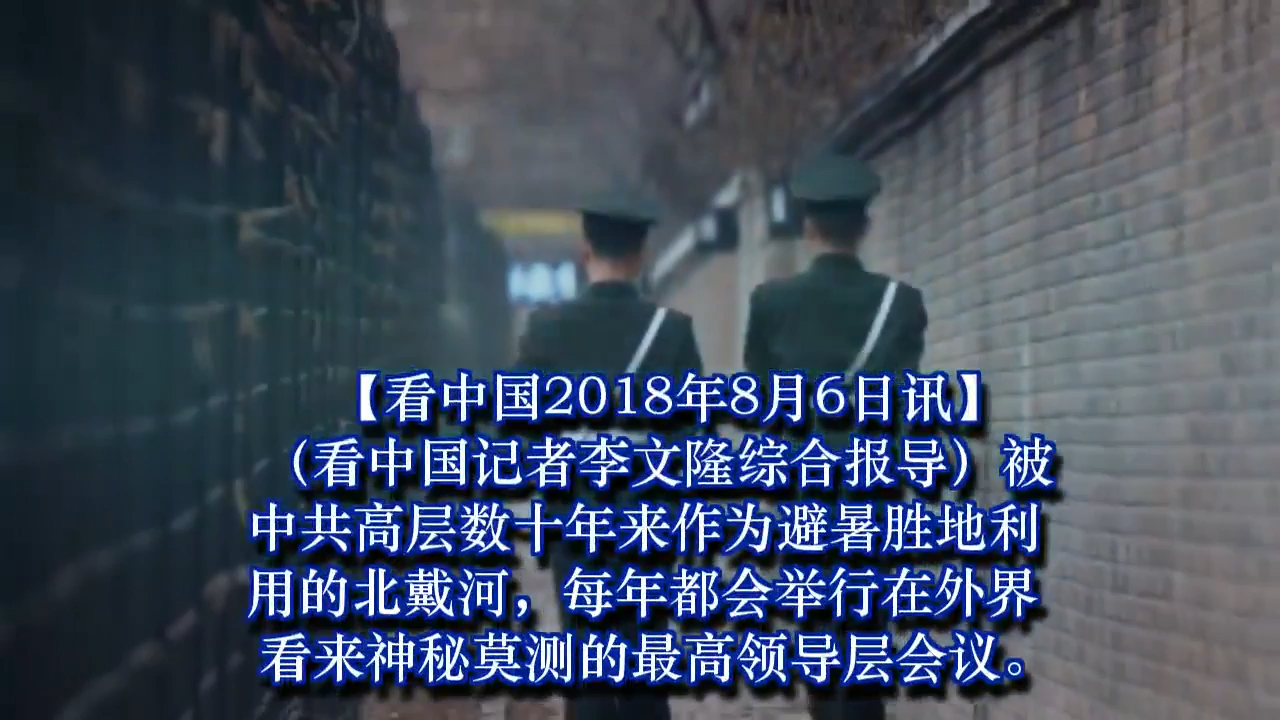 【看中国2018年8月6日讯】
（看中国记者李文隆综合报导）被
中共高层数十年来作为避暑胜地利
用的北戴河，每年都会举行在外界
看来神秘莫测的最高领导层会议。